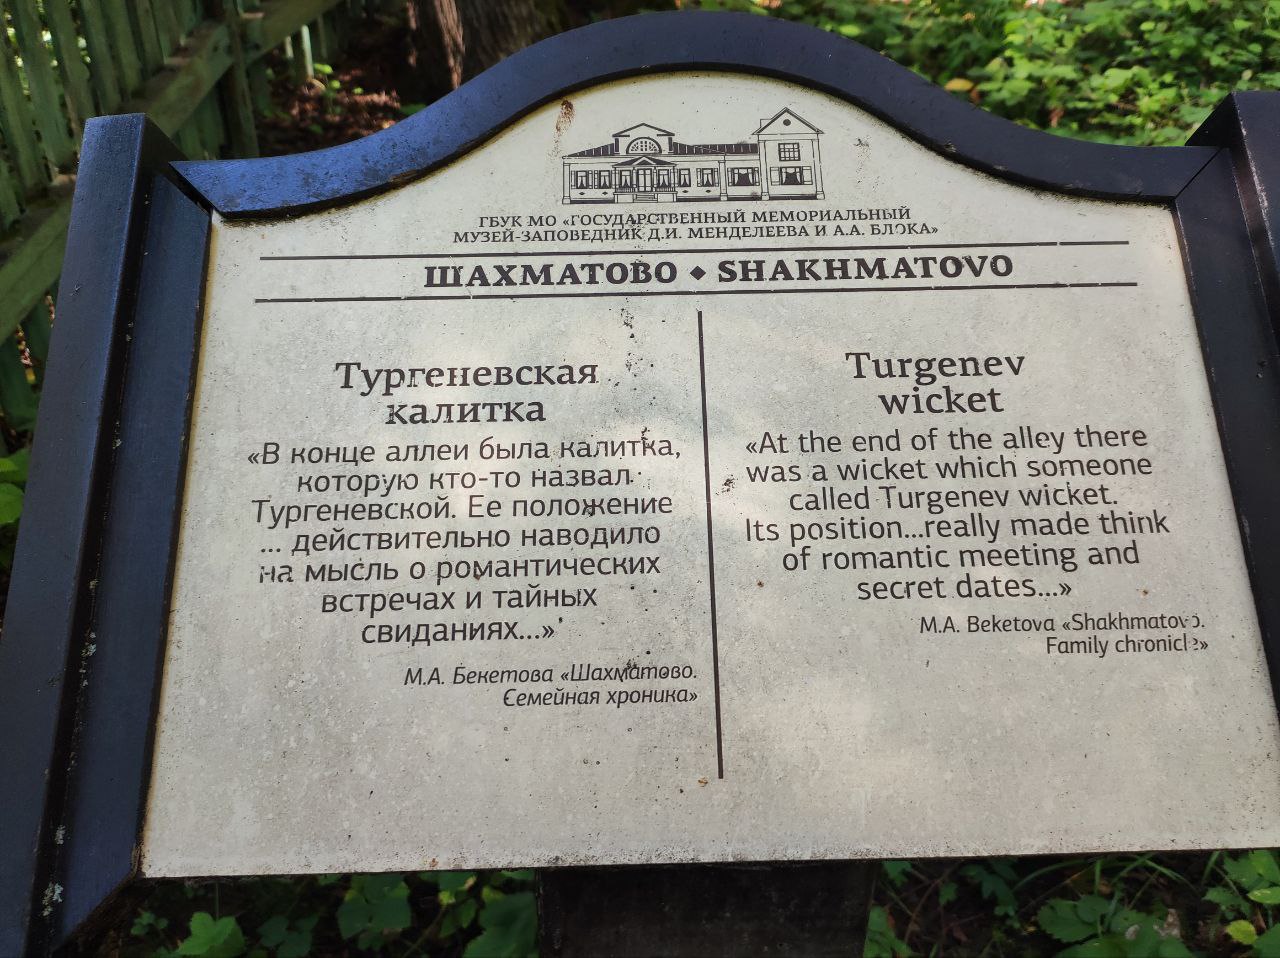 ГБУК МО «ГОСУДАРСТВЕННЫЙ МЕМОРИАЛЬНЫЙ
МУЗЕЙ-ЗАПОВЕДНИК Д.И. МЕНДЕЛЕЕВА И А.А. БЛОКА»
ШАХМАТОВО ◆ SHAKHMATOVO
Тургеневская
калитка
«В конце аллеи была калитка,
которую кто-то назвал
Тургеневской. Ее положение
... действительно наводило
на мысль о романтических
встречах и тайных
свиданиях...»
М.А. Бекетова «Шахматово.
Семейная хроника»
Turgenev
wicket
«At the end of the alley there
was a wicket which someone
called Turgenev wicket.
Its position...really made think
of romantic meeting and
secret dates...»
M.A. Beketova «Shakhmatovo.
Family chronicle»